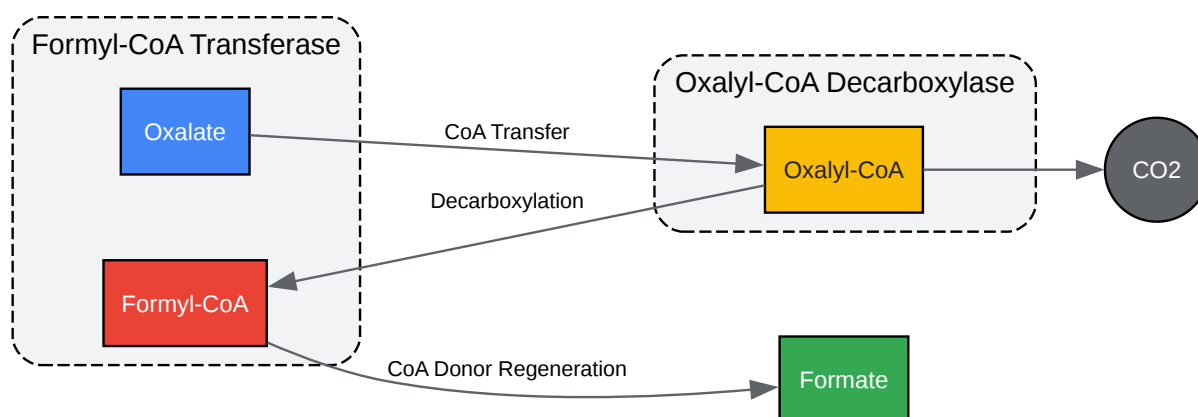 Formyl-CoA Transferase
Oxalate
CoA Transfer
Oxalyl-CoA Decarboxylase
Oxalyl-CoA
CO2
Decarboxylation
Formyl-CoA
CoA Donor Regeneration
Formate